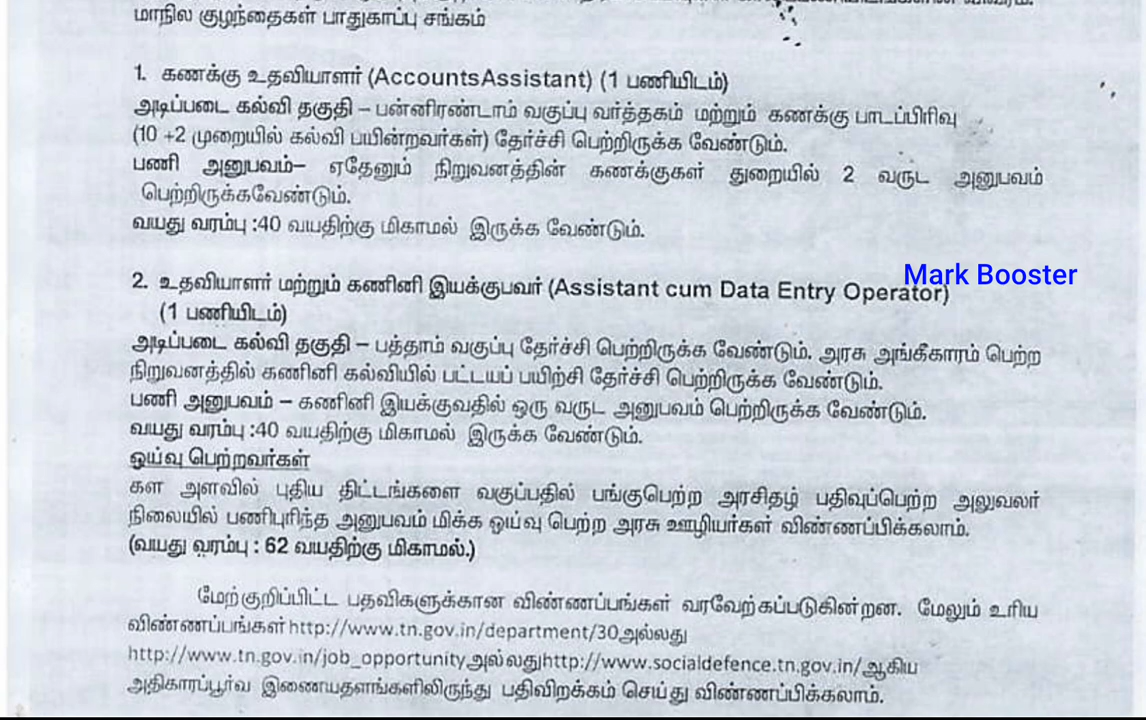 மாநில குழந்தைகள் பாதுகாப்பு சங்கம்
1. கணக்கு உதவியாளர் (AccountsAssistant) (1 பணியிடம்)
அடிப்படை கல்வி தகுதி – பன்னிரண்டாம் வகுப்பு வர்த்தகம் மற்றும் கணக்கு பாடப்பிரிவு
(10 +2 முறையில் கல்வி பயின்றவர்கள்) தேர்ச்சி பெற்றிருக்க வேண்டும்.
பணி அனுபவம்– ஏதேனும் நிறுவனத்தின் கணக்குகள் துறையில் 2 வருட அனுபவம்
பெற்றிருக்கவேண்டும்.
வயது வரம்பு :40 வயதிற்கு மிகாமல் இருக்க வேண்டும்.
Mark Booster
2. உதவியாளர் மற்றும் கணினி இயக்குபவர் (Assistant cum Data Entry Operator)
(1 பணியிடம்)
அடிப்படை கல்வி தகுதி – பத்தாம் வகுப்பு தேர்ச்சி பெற்றிருக்க வேண்டும். அரசு அங்கீகாரம் பெற்ற
நிறுவனத்தில் கணினி கல்வியில் பட்டயப் பயிற்சி தேர்ச்சி பெற்றிருக்க வேண்டும்.
பணி அனுபவம் – கணினி இயக்குவதில் ஒரு வருட அனுபவம் பெற்றிருக்க வேண்டும்.
வயது வரம்பு :40 வயதிற்கு மிகாமல் இருக்க வேண்டும்.
ஓய்வு பெற்றவர்கள்
கள அளவில் புதிய திட்டங்களை வகுப்பதில் பங்குபெற்ற அரசிதழ் பதிவுப்பெற்ற அலுவலர்
நிலையில் பணிபுரிந்த அனுபவம் மிக்க ஓய்வு பெற்ற அரசு ஊழியர்கள் விண்ணப்பிக்கலாம்.
(வயது வரம்பு : 62 வயதிற்கு மிகாமல்.)
மேற்குறிப்பிட்ட பதவிகளுக்கான விண்ணப்பங்கள் வரவேற்கப்படுகின்றன. மேலும் உரிய
விண்ணப்பங்கள்http://www.tn.gov.in/department/30அல்லது
http://www.tn.gov.in/job_opportunityஅல்லதுhttp://www.socialdefence.tn.gov.in/ஆகிய
அதிகாரப்பூர்வ இணையதளங்களிலிருந்து பதிவிறக்கம் செய்து விண்ணப்பிக்கலாம்.